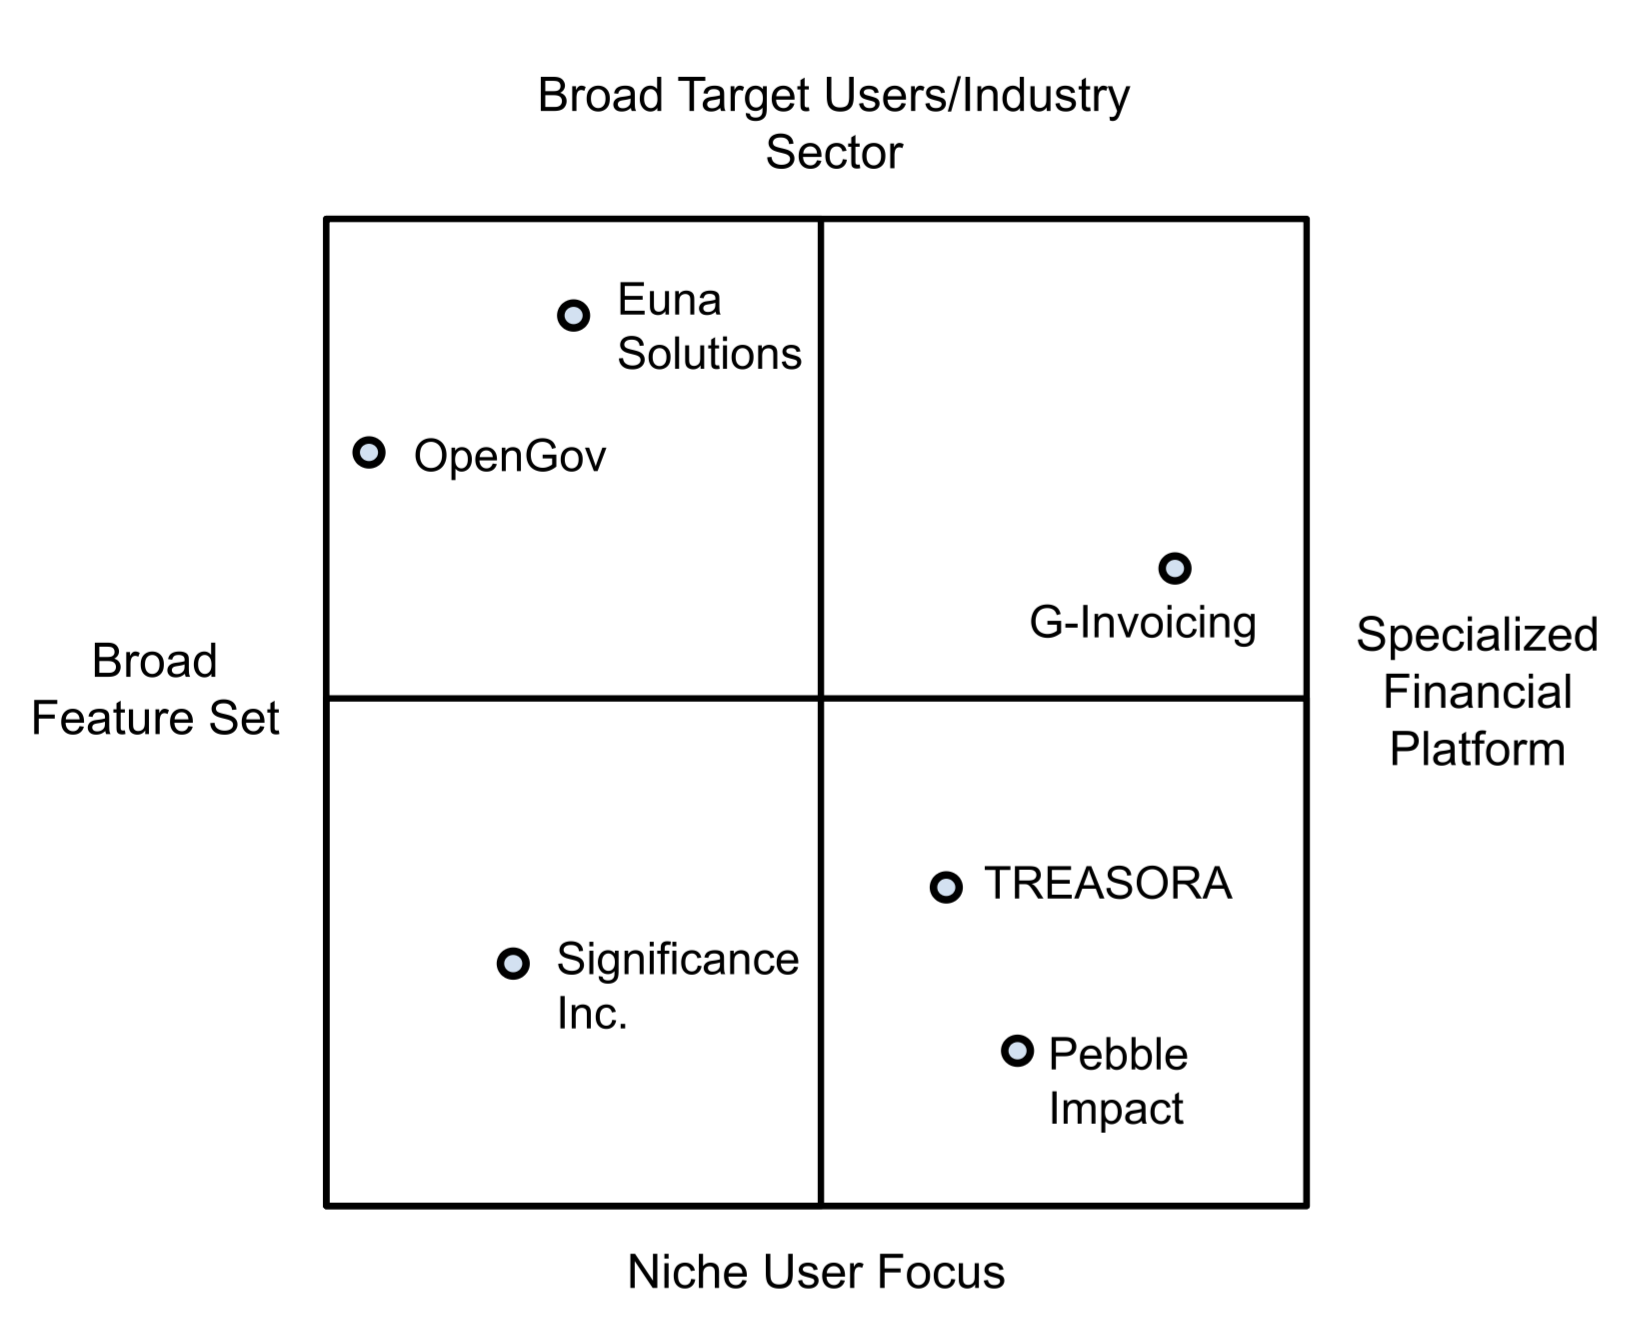 Broad Target Users/Industry
Sector
Euna
Solutions
OpenGov
G-Invoicing
Broad
Feature Set
Specialized
Financial
Platform
TREASORA
Significance
Inc.
Pebble
Impact
Niche User Focus